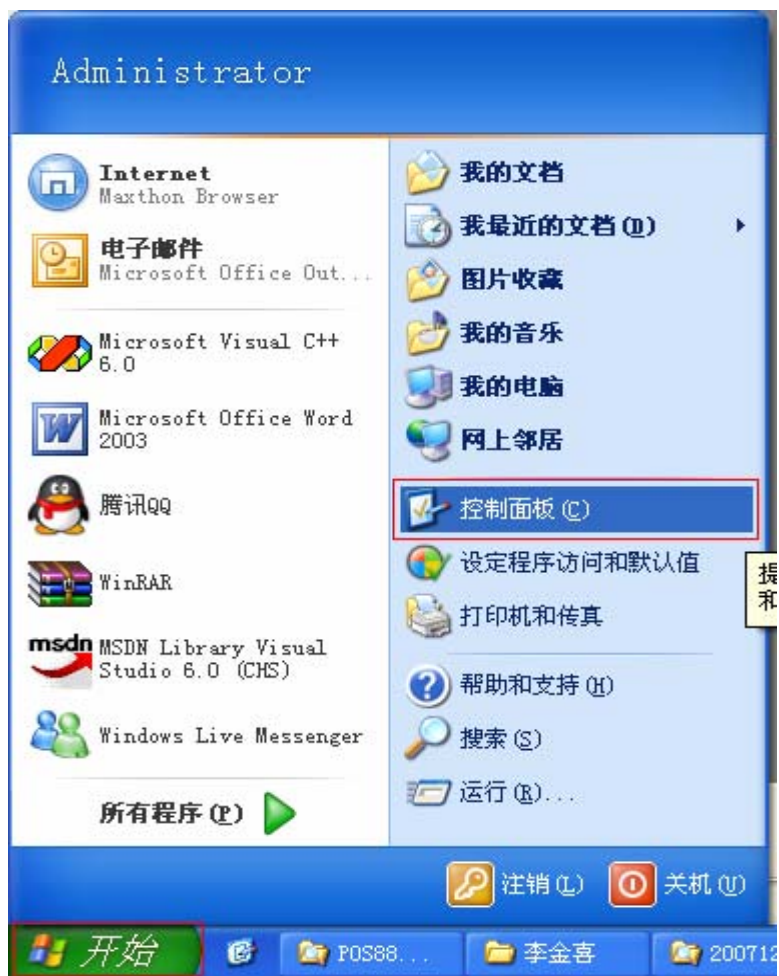 Administrator
Internet
Maxthon Browser
电子邮件
Microsoft Office Out...
Microsoft Visual C++
6.0
Microsoft Office Word
2003
腾讯QQ
WinRAR
msdn
MSDN Library Visual
Studio 6.0 (CHS)
Windows Live Messenger
所有程序(P)
我的文档
我最近的文档(D)
图片收藏
我的音乐
我的电脑
网上邻居
控制面板(C)
设定程序访问和默认值
打印机和传真
帮助和支持(H)
搜索(S)
运行(R)...
提
和
注销(L)
关机(U)
开始
POS88...
李金喜
200712